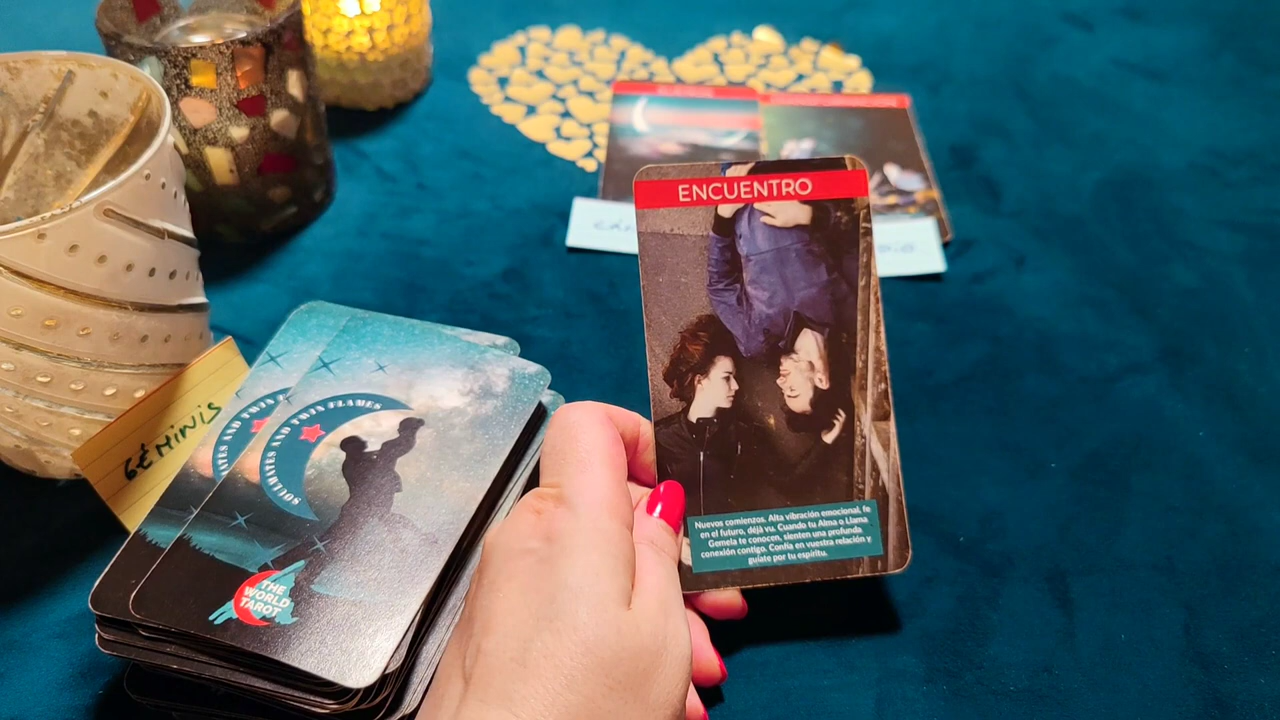 ENCUENTRO
Nuevos comienzos. Alta vibración emocional, fe
en el futuro, déjà vu. Cuando tu Alma o Llama
Gemela te conocen, sienten una profunda
conexión contigo. Confía en vuestra relación y
guíate por tu espíritu.
GÉMINIS
SOULMATES AND TWIN FLAMES
THE
WORLD
TAROT